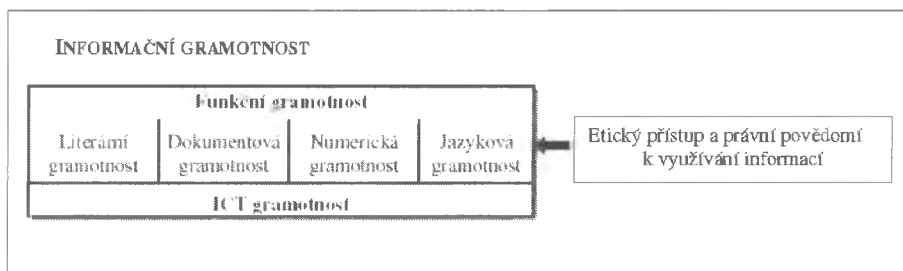 INFORMAČNÍ GRAMOTNOST
Funkční gramotnost
Literární gramotnost
Dokumentová gramotnost
Numerická gramotnost
Jazyková gramotnost
ICT gramotnost
Etický přístup a právní povědomí
k využívání informací